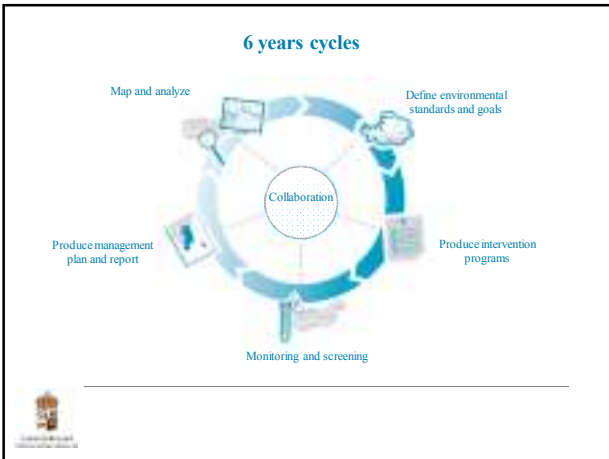 6 years cycles
Map and analyze
Define environmental
standards and goals
Collaboration
Produce management
plan and report
Produce intervention
programs
Monitoring and screening